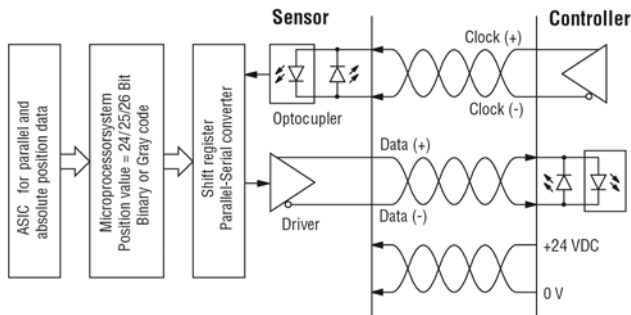 Sensor
Controller
Clock (+)
Clock (-)
Optocupler
ASIC for parallel and
absolute position data
Microprocessorsystem
Position value = 24/25/26 Bit
Binary or Gray code
Shift register
Parallel-Serial converter
Data (+)
Data (-)
Driver
+24 VDC
0 V